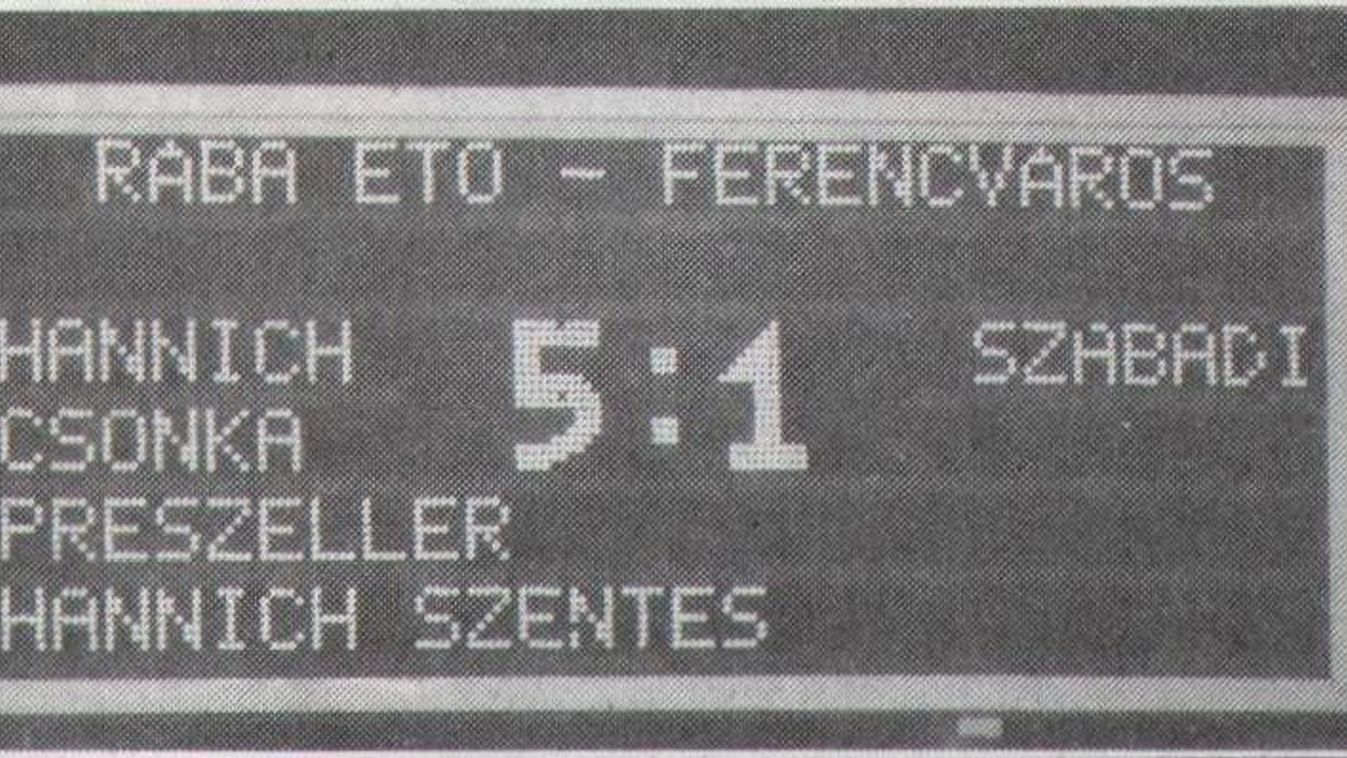 RABA ETO - FERENCVAROS
HANNICH 5:1 SZABADI
CSONKA
PRESZELLER
HANNICH SZENTES